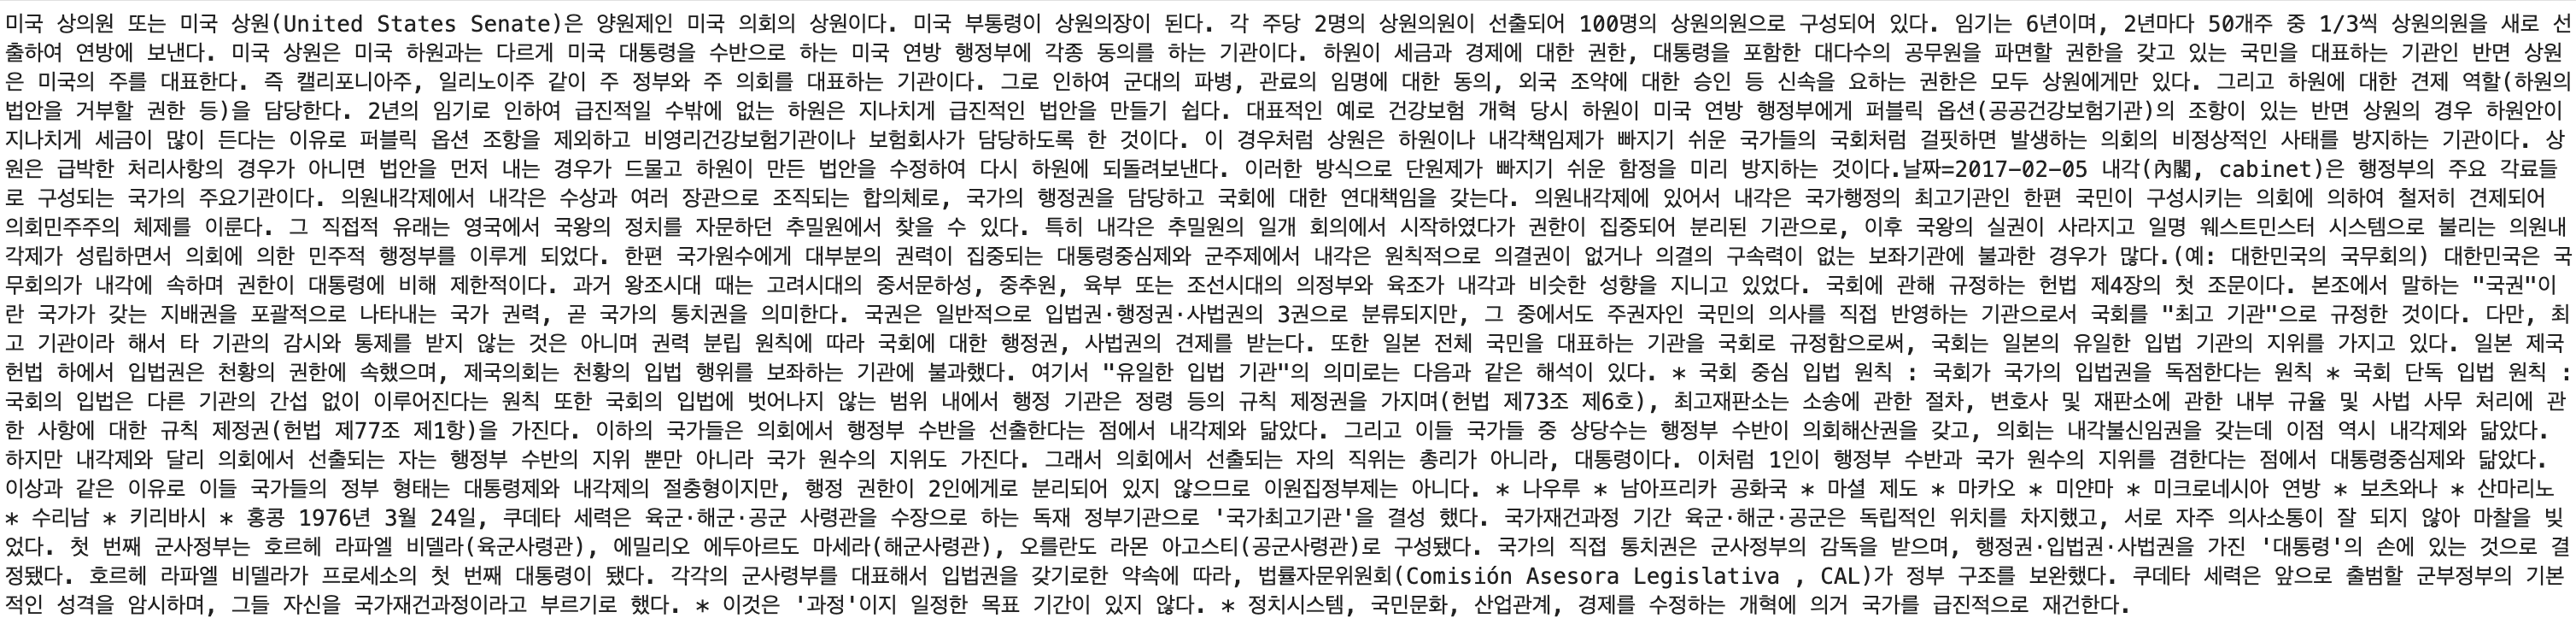 미국 상의원 또는 미국 상원(United States Senate)은 양원제인 미국 의회의 상원이다. 미국 부통령이 상원의장이 된다. 각 주당 2명의 상원의원이 선출되어 100명의 상원의원으로 구성되어 있다. 임기는 6년이며, 2년마다 50개주 중 1/3씩 상원의원을 새로 선
출하여 연방에 보낸다. 미국 상원은 미국 하원과는 다르게 미국 대통령을 수반으로 하는 미국 연방 행정부에 각종 동의를 하는 기관이다. 하원이 세금과 경제에 대한 권한, 대통령을 포함한 대다수의 공무원을 파면할 권한을 갖고 있는 국민을 대표하는 기관인 반면 상원
은 미국의 주를 대표한다. 즉 캘리포니아주, 일리노이주 같이 주 정부와 주 의회를 대표하는 기관이다. 그로 인하여 군대의 파병, 관료의 임명에 대한 동의, 외국 조약에 대한 승인 등 신속을 요하는 권한은 모두 상원에게만 있다. 그리고 하원에 대한 견제 역할(하원의
법안을 거부할 권한 등)을 담당한다. 2년의 임기로 인하여 급진적일 수밖에 없는 하원은 지나치게 급진적인 법안을 만들기 쉽다. 대표적인 예로 건강보험 개혁 당시 하원이 미국 연방 행정부에게 퍼블릭 옵션(공공건강보험기관)의 조항이 있는 반면 상원의 경우 하원안이
지나치게 세금이 많이 든다는 이유로 퍼블릭 옵션 조항을 제외하고 비영리건강보험기관이나 보험회사가 담당하도록 한 것이다. 이 경우처럼 상원은 하원이나 내각책임제가 빠지기 쉬운 국가들의 국회처럼 걸핏하면 발생하는 의회의 비정상적인 사태를 방지하는 기관이다. 상
원은 급박한 처리사항의 경우가 아니면 법안을 먼저 내는 경우가 드물고 하원이 만든 법안을 수정하여 다시 하원에 되돌려보낸다. 이러한 방식으로 단원제가 빠지기 쉬운 함정을 미리 방지하는 것이다.날짜=2017-02-05 내각(內閣, cabinet)은 행정부의 주요 각료들
로 구성되는 국가의 주요기관이다. 의원내각제에서 내각은 수상과 여러 장관으로 조직되는 합의체로, 국가의 행정권을 담당하고 국회에 대한 연대책임을 갖는다. 의원내각제에 있어서 내각은 국가행정의 최고기관인 한편 국민이 구성시키는 의회에 의하여 철저히 견제되어
의회민주주의 체제를 이룬다. 그 직접적 유래는 영국에서 국왕의 정치를 자문하던 추밀원에서 찾을 수 있다. 특히 내각은 추밀원의 일개 회의에서 시작하였다가 권한이 집중되어 분리된 기관으로, 이후 국왕의 실권이 사라지고 일명 웨스트민스터 시스템으로 불리는 의원내
각제가 성립하면서 의회에 의한 민주적 행정부를 이루게 되었다. 한편 국가원수에게 대부분의 권력이 집중되는 대통령중심제와 군주제에서 내각은 원칙적으로 의결권이 없거나 의결의 구속력이 없는 보좌기관에 불과한 경우가 많다.(예: 대한민국의 국무회의) 대한민국은 국
무회의가 내각에 속하며 권한이 대통령에 비해 제한적이다. 과거 왕조시대 때는 고려시대의 중서문하성, 중추원, 육부 또는 조선시대의 의정부와 육조가 내각과 비슷한 성향을 지니고 있었다. 국회에 관해 규정하는 헌법 제4장의 첫 조문이다. 본조에서 말하는 "국권"이
란 국가가 갖는 지배권을 포괄적으로 나타내는 국가 권력, 곧 국가의 통치권을 의미한다. 국권은 일반적으로 입법권·행정권·사법권의 3권으로 분류되지만, 그 중에서도 주권자인 국민의 의사를 직접 반영하는 기관으로서 국회를 "최고 기관"으로 규정한 것이다. 다만, 최
고 기관이라 해서 타 기관의 감시와 통제를 받지 않는 것은 아니며 권력 분립 원칙에 따라 국회에 대한 행정권, 사법권의 견제를 받는다. 또한 일본 전체 국민을 대표하는 기관을 국회로 규정함으로써, 국회는 일본의 유일한 입법 기관의 지위를 가지고 있다. 일본 제국
헌법 하에서 입법권은 천황의 권한에 속했으며, 제국의회는 천황의 입법 행위를 보좌하는 기관에 불과했다. 여기서 "유일한 입법 기관"의 의미로는 다음과 같은 해석이 있다. * 국회 중심 입법 원칙 : 국회가 국가의 입법권을 독점한다는 원칙 * 국회 단독 입법 원칙 :
국회의 입법은 다른 기관의 간섭 없이 이루어진다는 원칙 또한 국회의 입법에 벗어나지 않는 범위 내에서 행정 기관은 정령 등의 규칙 제정권을 가지며(헌법 제73조 제6호), 최고재판소는 소송에 관한 절차, 변호사 및 재판소에 관한 내부 규율 및 사법 사무 처리에 관
한 사항에 대한 규칙 제정권(헌법 제77조 제1항)을 가진다. 이하의 국가들은 의회에서 행정부 수반을 선출한다는 점에서 내각제와 닮았다. 그리고 이들 국가들 중 상당수는 행정부 수반이 의회해산권을 갖고, 의회는 내각불신임권을 갖는데 이점 역시 내각제와 닮았다.
하지만 내각제와 달리 의회에서 선출되는 자는 행정부 수반의 지위 뿐만 아니라 국가 원수의 지위도 가진다. 그래서 의회에서 선출되는 자의 직위는 총리가 아니라, 대통령이다. 이처럼 1인이 행정부 수반과 국가 원수의 지위를 겸한다는 점에서 대통령중심제와 닮았다.
이상과 같은 이유로 이들 국가들의 정부 형태는 대통령제와 내각제의 절충형이지만, 행정 권한이 2인에게로 분리되어 있지 않으므로 이원집정부제는 아니다. * 나우루 * 남아프리카 공화국 * 마셜 제도 * 마카오 * 미얀마 * 미크로네시아 연방 * 보츠와나 * 산마리노
* 수리남 * 키리바시 * 홍콩 1976년 3월 24일, 쿠데타 세력은 육군·해군·공군 사령관을 수장으로 하는 독재 정부기관으로 '국가최고기관'을 결성 했다. 국가재건과정 기간 육군·해군·공군은 독립적인 위치를 차지했고, 서로 자주 의사소통이 잘 되지 않아 마찰을 빚
었다. 첫 번째 군사정부는 호르헤 라파엘 비델라(육군사령관), 에밀리오 에두아르도 마세라(해군사령관), 오를란도 라몬 아고스티(공군사령관)로 구성됐다. 국가의 직접 통치권은 군사정부의 감독을 받으며, 행정권·입법권·사법권을 가진 '대통령'의 손에 있는 것으로 결
정됐다. 호르헤 라파엘 비델라가 프로세소의 첫 번째 대통령이 됐다. 각각의 군사령부를 대표해서 입법권을 갖기로한 약속에 따라, 법률자문위원회(Comisión Asesora Legislativa , CAL)가 정부 구조를 보완했다. 쿠데타 세력은 앞으로 출범할 군부정부의 기본
적인 성격을 암시하며, 그들 자신을 국가재건과정이라고 부르기로 했다. * 이것은 '과정'이지 일정한 목표 기간이 있지 않다. * 정치시스템, 국민문화, 산업관계, 경제를 수정하는 개혁에 의거 국가를 급진적으로 재건한다.